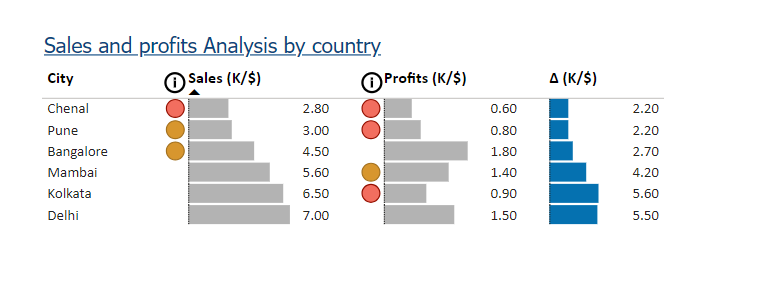 Sales and profits Analysis by country
City Sales (K/$) Profits (K/$) Δ (K/$)
Chenal 2.80 0.60 2.20
Pune 3.00 0.80 2.20
Bangalore 4.50 1.80 2.70
Mambai 5.60 1.40 4.20
Kolkata 6.50 0.90 5.60
Delhi 7.00 1.50 5.50